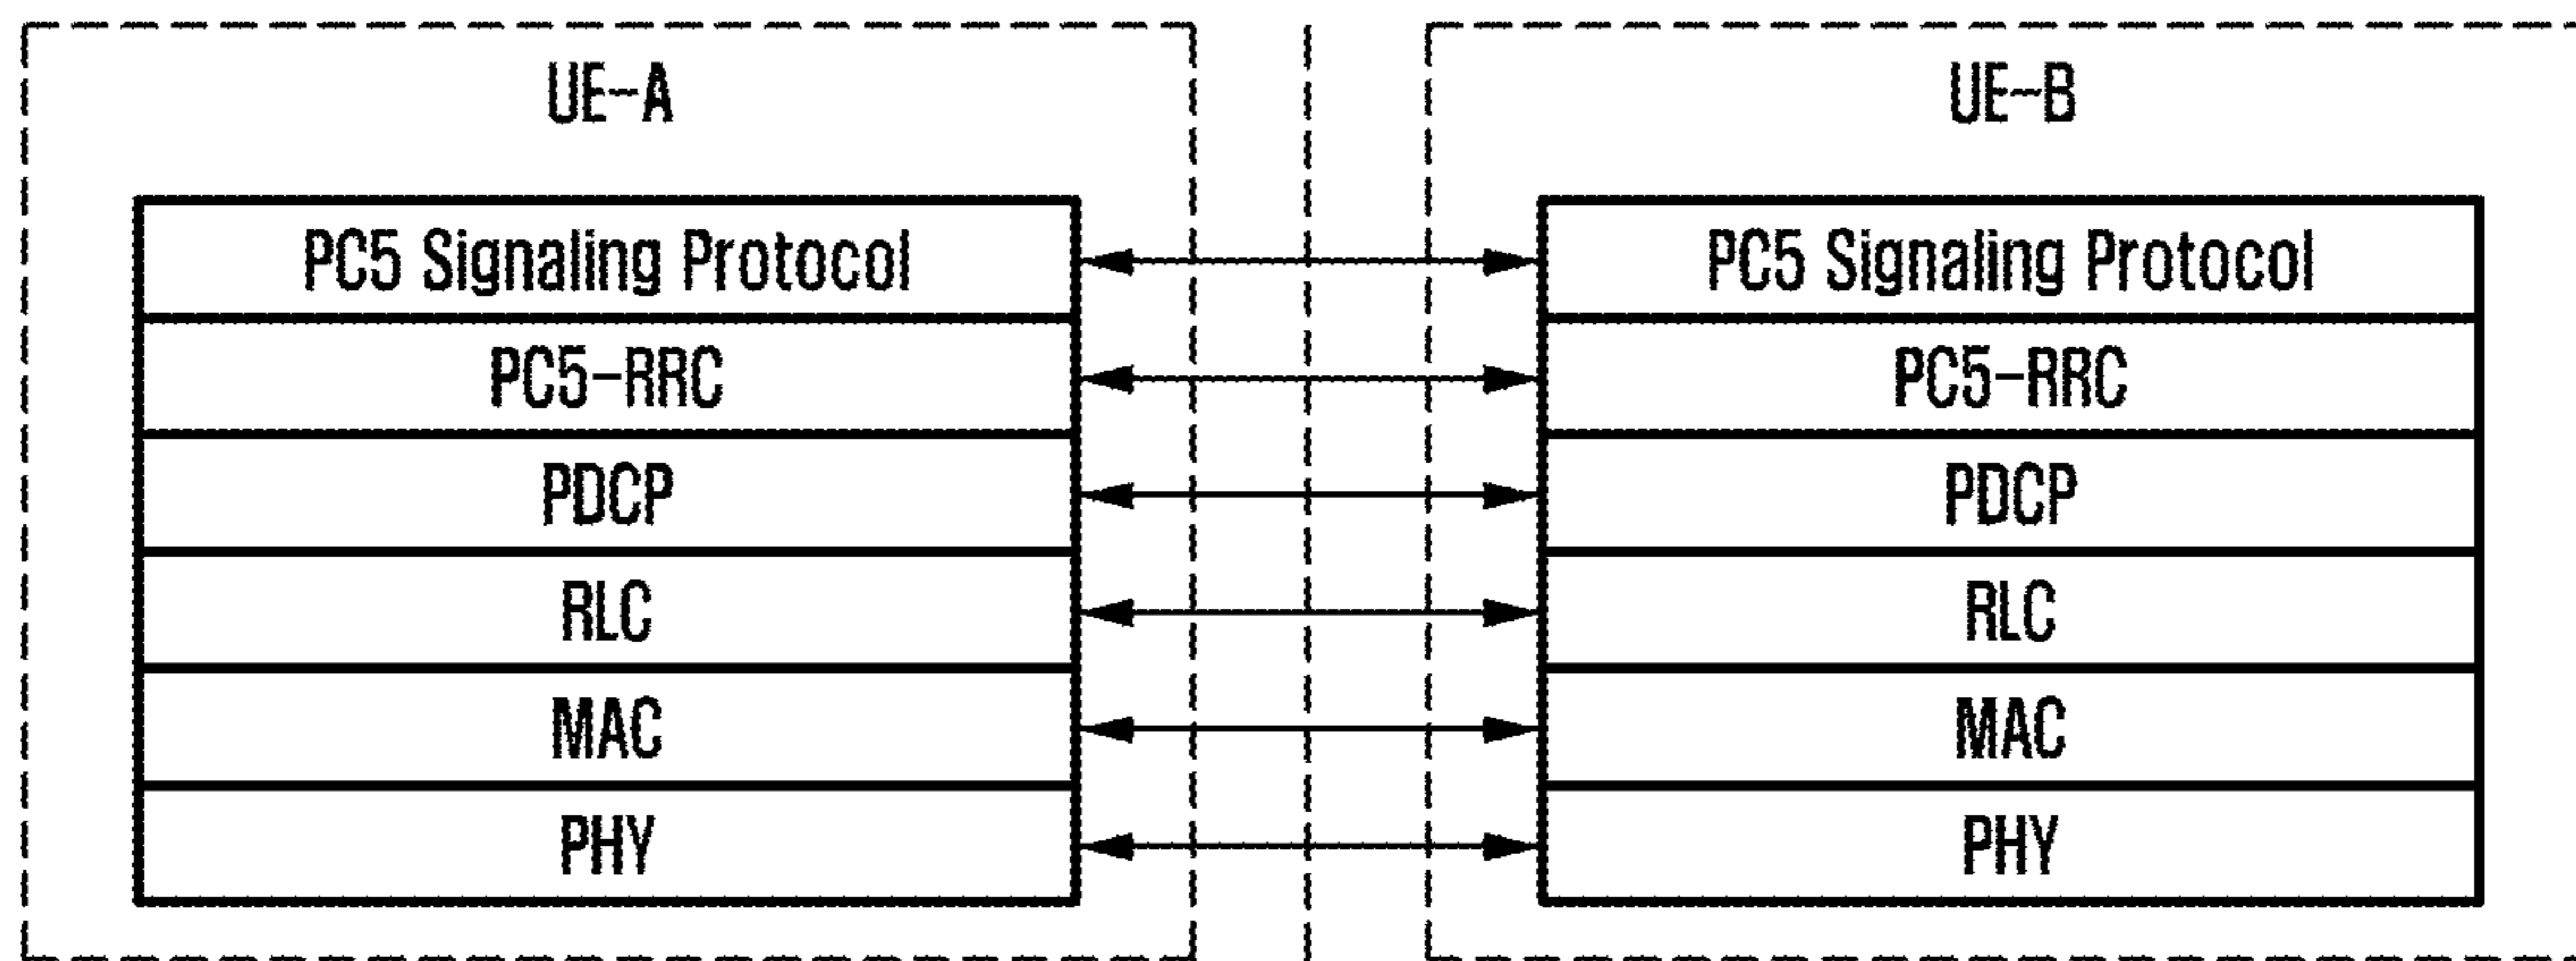 UE-A
PC5 Signaling Protocol
PC5-RRC
PDCP
RLC
MAC
PHY
UE-B
PC5 Signaling Protocol
PC5-RRC
PDCP
RLC
MAC
PHY